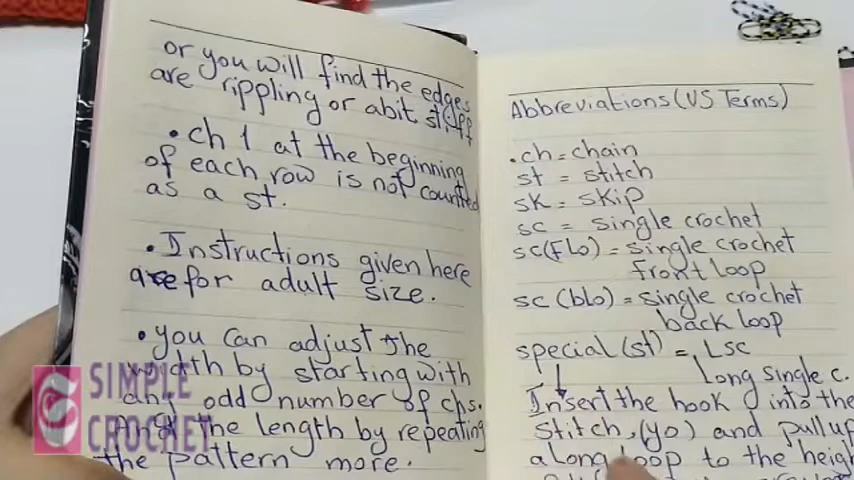 or you will find the edges
are rippling or abit stiff
• ch 1 at the beginning
of each row is not counted
as a st.
• Instructions given here
are for adult size.
• you can adjust the
width by starting with
any odd number of chs.
And the length by repeating
the pattern more.
Abbreviations (US Terms)
• ch = chain
st = stitch
sk = skip
sc = single crochet
sc (Flo) = single crochet
front loop
sc (blo) = single crochet
back loop
special (st) = Lsc
Long single c.
Insert the hook into the
stitch, (yo) and pull up
a long loop to the
SIMPLE
CROCHET